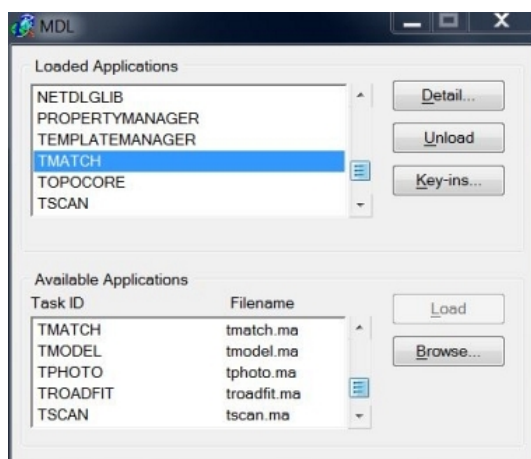 MDL
Loaded Applications
NETDLGLIB
PROPERTYMANAGER
TEMPLATEMANAGER
TMATCH
TOPOCORE
TSCAN
Detail...
Unload
Key-ins...
Available Applications
Task ID Filename
TMATCH tmatch.ma
TMODEL tmodel.ma
TPHOTO tphoto.ma
TROADFIT troadfit.ma
TSCAN tscan.ma
Load
Browse...